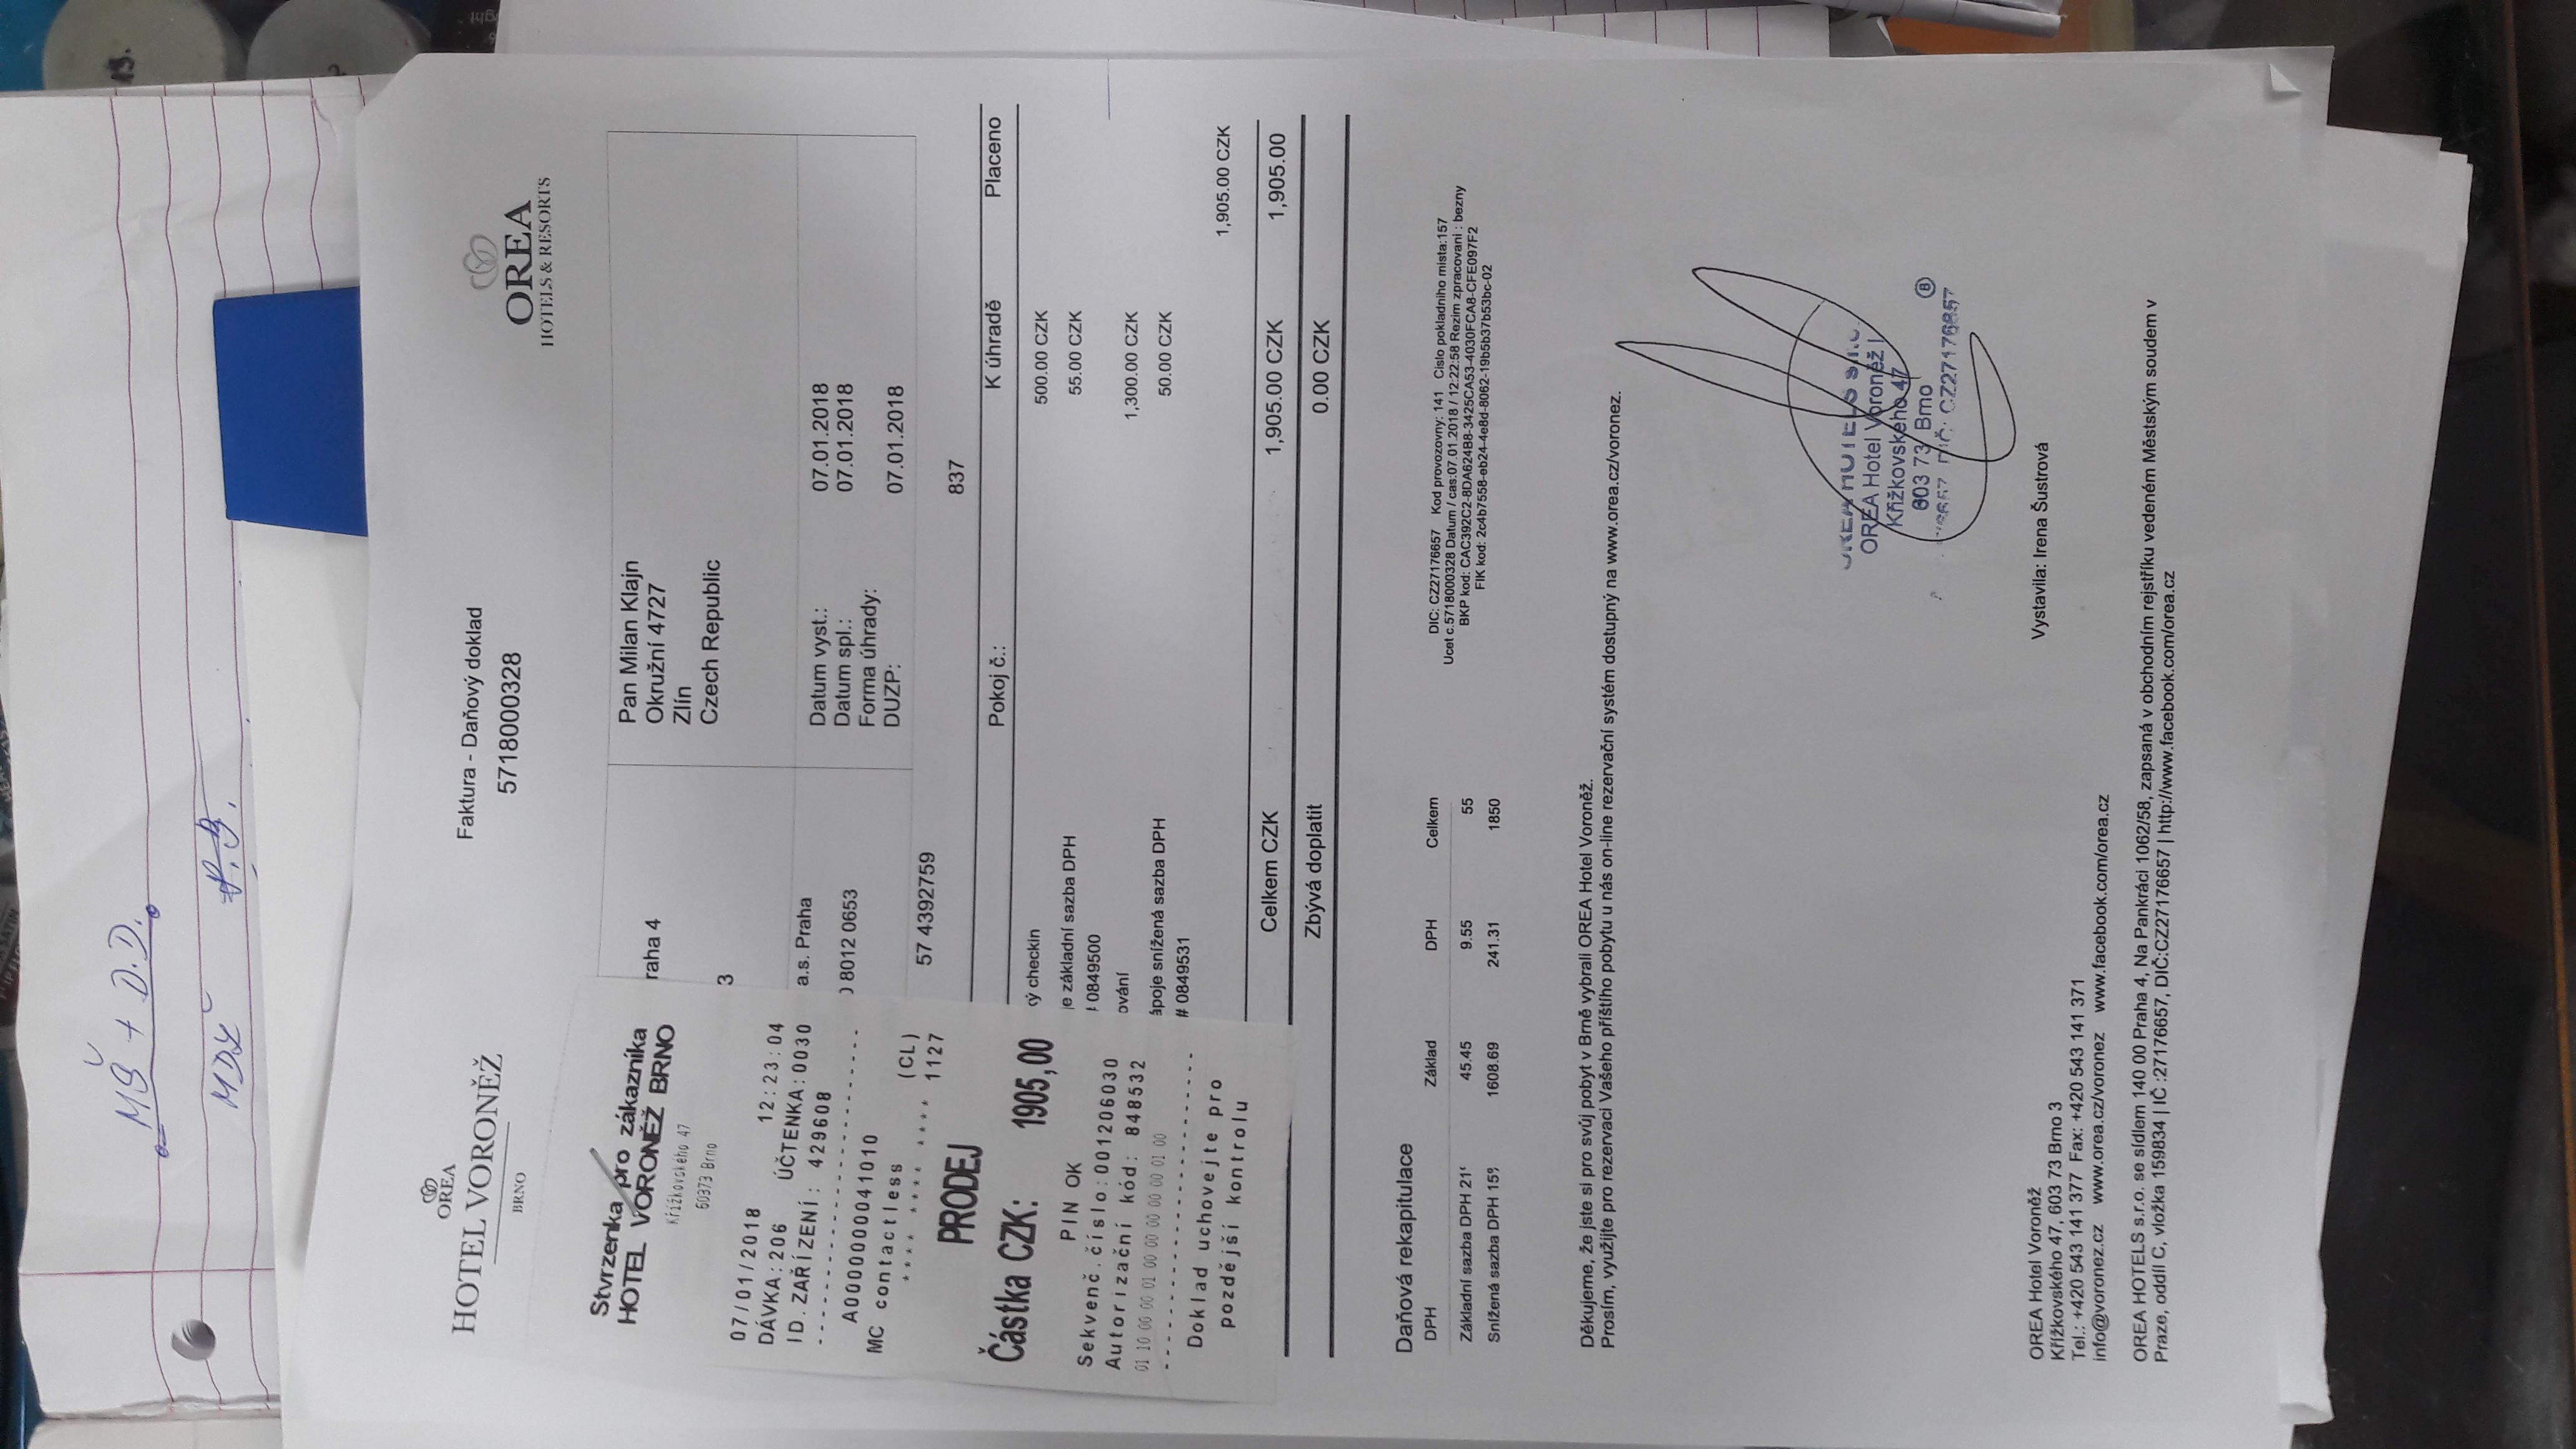 MŠ + D.D.
MDŠ
OREA
HOTEL VORONĚŽ
BRNO
Faktura - Daňový doklad
5718000328
OREA
HOTELS & RESORTS
Stvrzenka pro zákazníka
HOTEL VORONĚŽ BRNO
Křižkovského 47
60373 Brno
07/01/2018 12:23:04
DÁVKA:206 ÚČTENKA:0030
ID.ZAŘÍZENÍ: 429608
A0000000041010
MC contactless (CL)
**** **** **** 1127
PRODEJ
Částka CZK: 1905,00
PIN OK
Sekvenč.číslo:001206030
Autorizační kód: 848532
01 10 00 00 01 00 00 00 00 00 01 00
Doklad uchovejte pro
pozdější kontrolu
raha 4
3
a.s. Praha
8012 0653
57 4392759
Pan Milan Klajn
Okružní 4727
Zlín
Czech Republic
Datum vyst.: 07.01.2018
Datum spl.: 07.01.2018
Forma úhrady:
DUZP: 07.01.2018
837
Pokoj č.: K úhradě Placeno
ý checkin 500.00 CZK
e základní sazba DPH 55.00 CZK
0849500
ování 1,300.00 CZK
ápoje snížená sazba DPH 50.00 CZK
# 0849531
1,905.00 CZK
Celkem CZK 1,905.00 CZK 1,905.00
Zbývá doplatit 0.00 CZK
Daňová rekapitulace
DPH Základ DPH Celkem
Základní sazba DPH 21 45.45 9.55 55
Snížená sazba DPH 15 1608.69 241.31 1850
DIC: CZ27176657 Kod provozovny: 141 Cislo pokladniho mista:157
Ucet c.5718000328 Datum / cas:07.01.2018 / 12:22:58 Rezim zpracovani : bezny
BKP kod: CAC392C2-8DA624B8-3425CA53-4030FCA8-CFE097F2
FIK kod: 2c4b7558-eb24-4e8d-8062-19b5b37b53bc-02
Děkujeme, že jste si pro svůj pobyt v Brně vybrali OREA Hotel Voroněž.
Prosím, využijte pro rezervaci Vašeho příštího pobytu u nás on-line rezervační systém dostupný na www.orea.cz/voronez.
OREA HOTELS s.r.o.
OREA Hotel Voroněž I
Křižkovského 47
603 73 Brno
DIČ: CZ27176657
8
Vystavila: Irena Šustrová
OREA Hotel Voroněž
Křížkovského 47, 603 73 Brno 3
Tel.: +420 543 141 377 Fax: +420 543 141 371
info@voronez.cz www.orea.cz/voronez www.facebook.com/orea.cz
OREA HOTELS s.r.o. se sídlem 140 00 Praha 4, Na Pankráci 1062/58, zapsaná v obchodním rejstříku vedeném Městským soudem v
Praze, oddíl C, vložka 159834 | IČ :27176657, DIČ:CZ27176657 | http://www.facebook.com/orea.cz